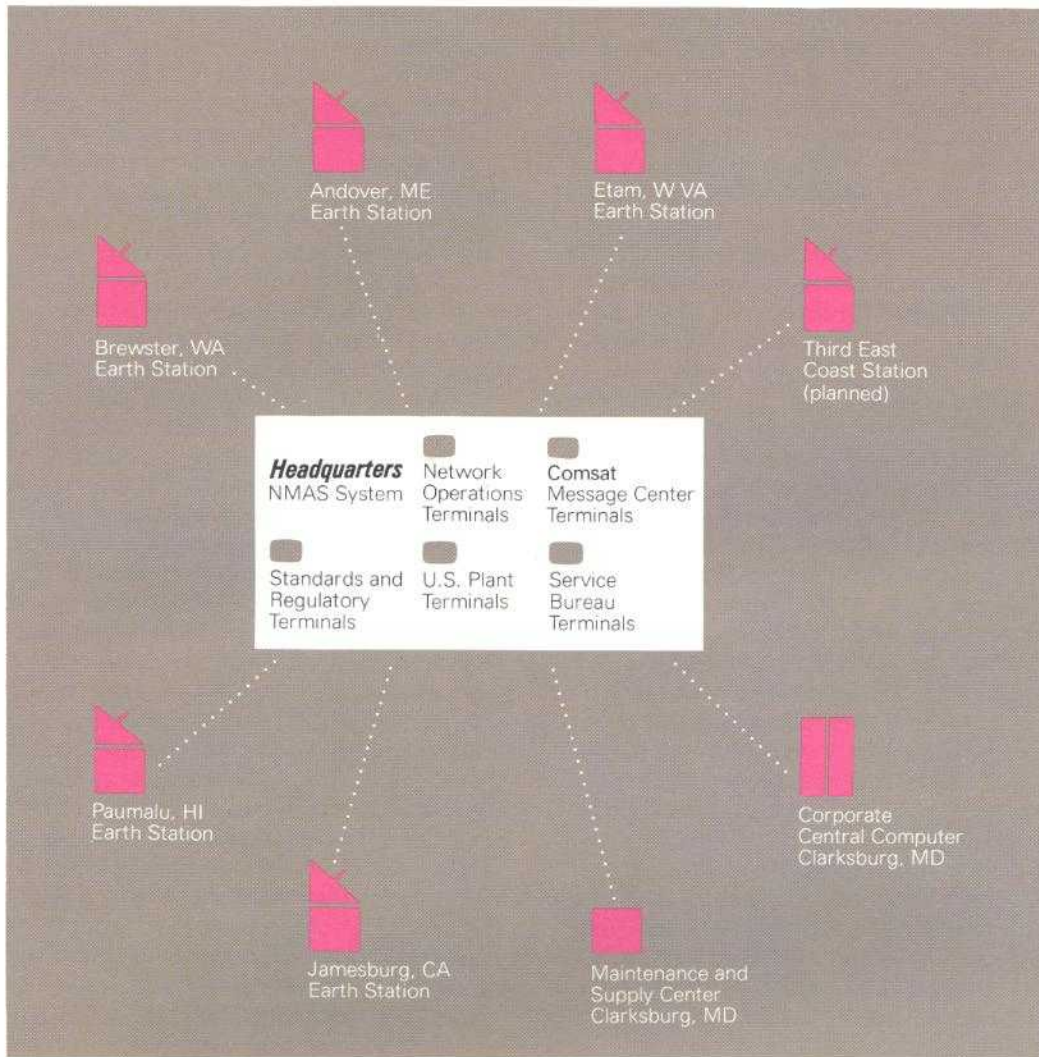 Andover, ME
Earth Station
Etam, W VA
Earth Station
Brewster, WA
Earth Station
Third East
Coast Station
(planned)
Headquarters
NMAS System
Network
Operations
Terminals
Comsat
Message Center
Terminals
Standards and
Regulatory
Terminals
U.S. Plant
Terminals
Service
Bureau
Terminals
Paumalu, HI
Earth Station
Corporate
Central Computer
Clarksburg, MD
Jamesburg, CA
Earth Station
Maintenance and
Supply Center
Clarksburg, MD